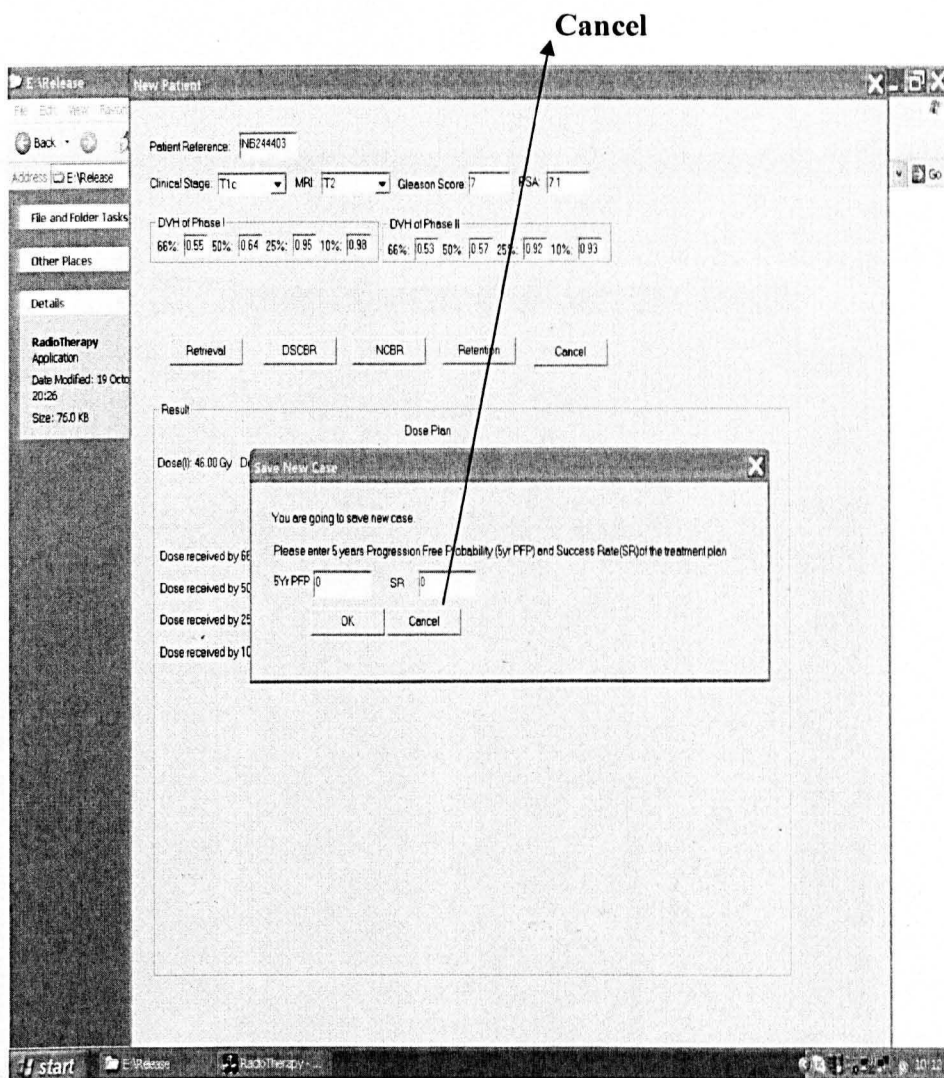 Cancel
E:\Release
New Patient
File Edit View Favorit
Back
Patient Reference: INB244403
Address E:\Release
Go
Clinical Stage: T1c MRI: T2 Gleason Score: 7 PSA: 7.1
File and Folder Tasks
DVH of Phase I
DVH of Phase II
66%: 0.55 50%: 0.64 25%: 0.95 10%: 0.98
66%: 0.53 50%: 0.57 25%: 0.92 10%: 0.93
Other Places
Details
RadioTherapy
Application
Date Modified: 19 Octo
20:26
Size: 76.0 KB
Retrieval DSCBR NCBR Retention Cancel
Result
Dose Plan
Dose(I): 46.00 Gy D
Save New Case
You are going to save new case.
Please enter 5 years Progression Free Probability (5yr PFP) and Success Rate(SR)of the treatment plan
5Yr PFP 0 SR 0
OK Cancel
Dose received by 66
Dose received by 50
Dose received by 25
Dose received by 10
start E:\Release RadioTherapy - ... 10:12